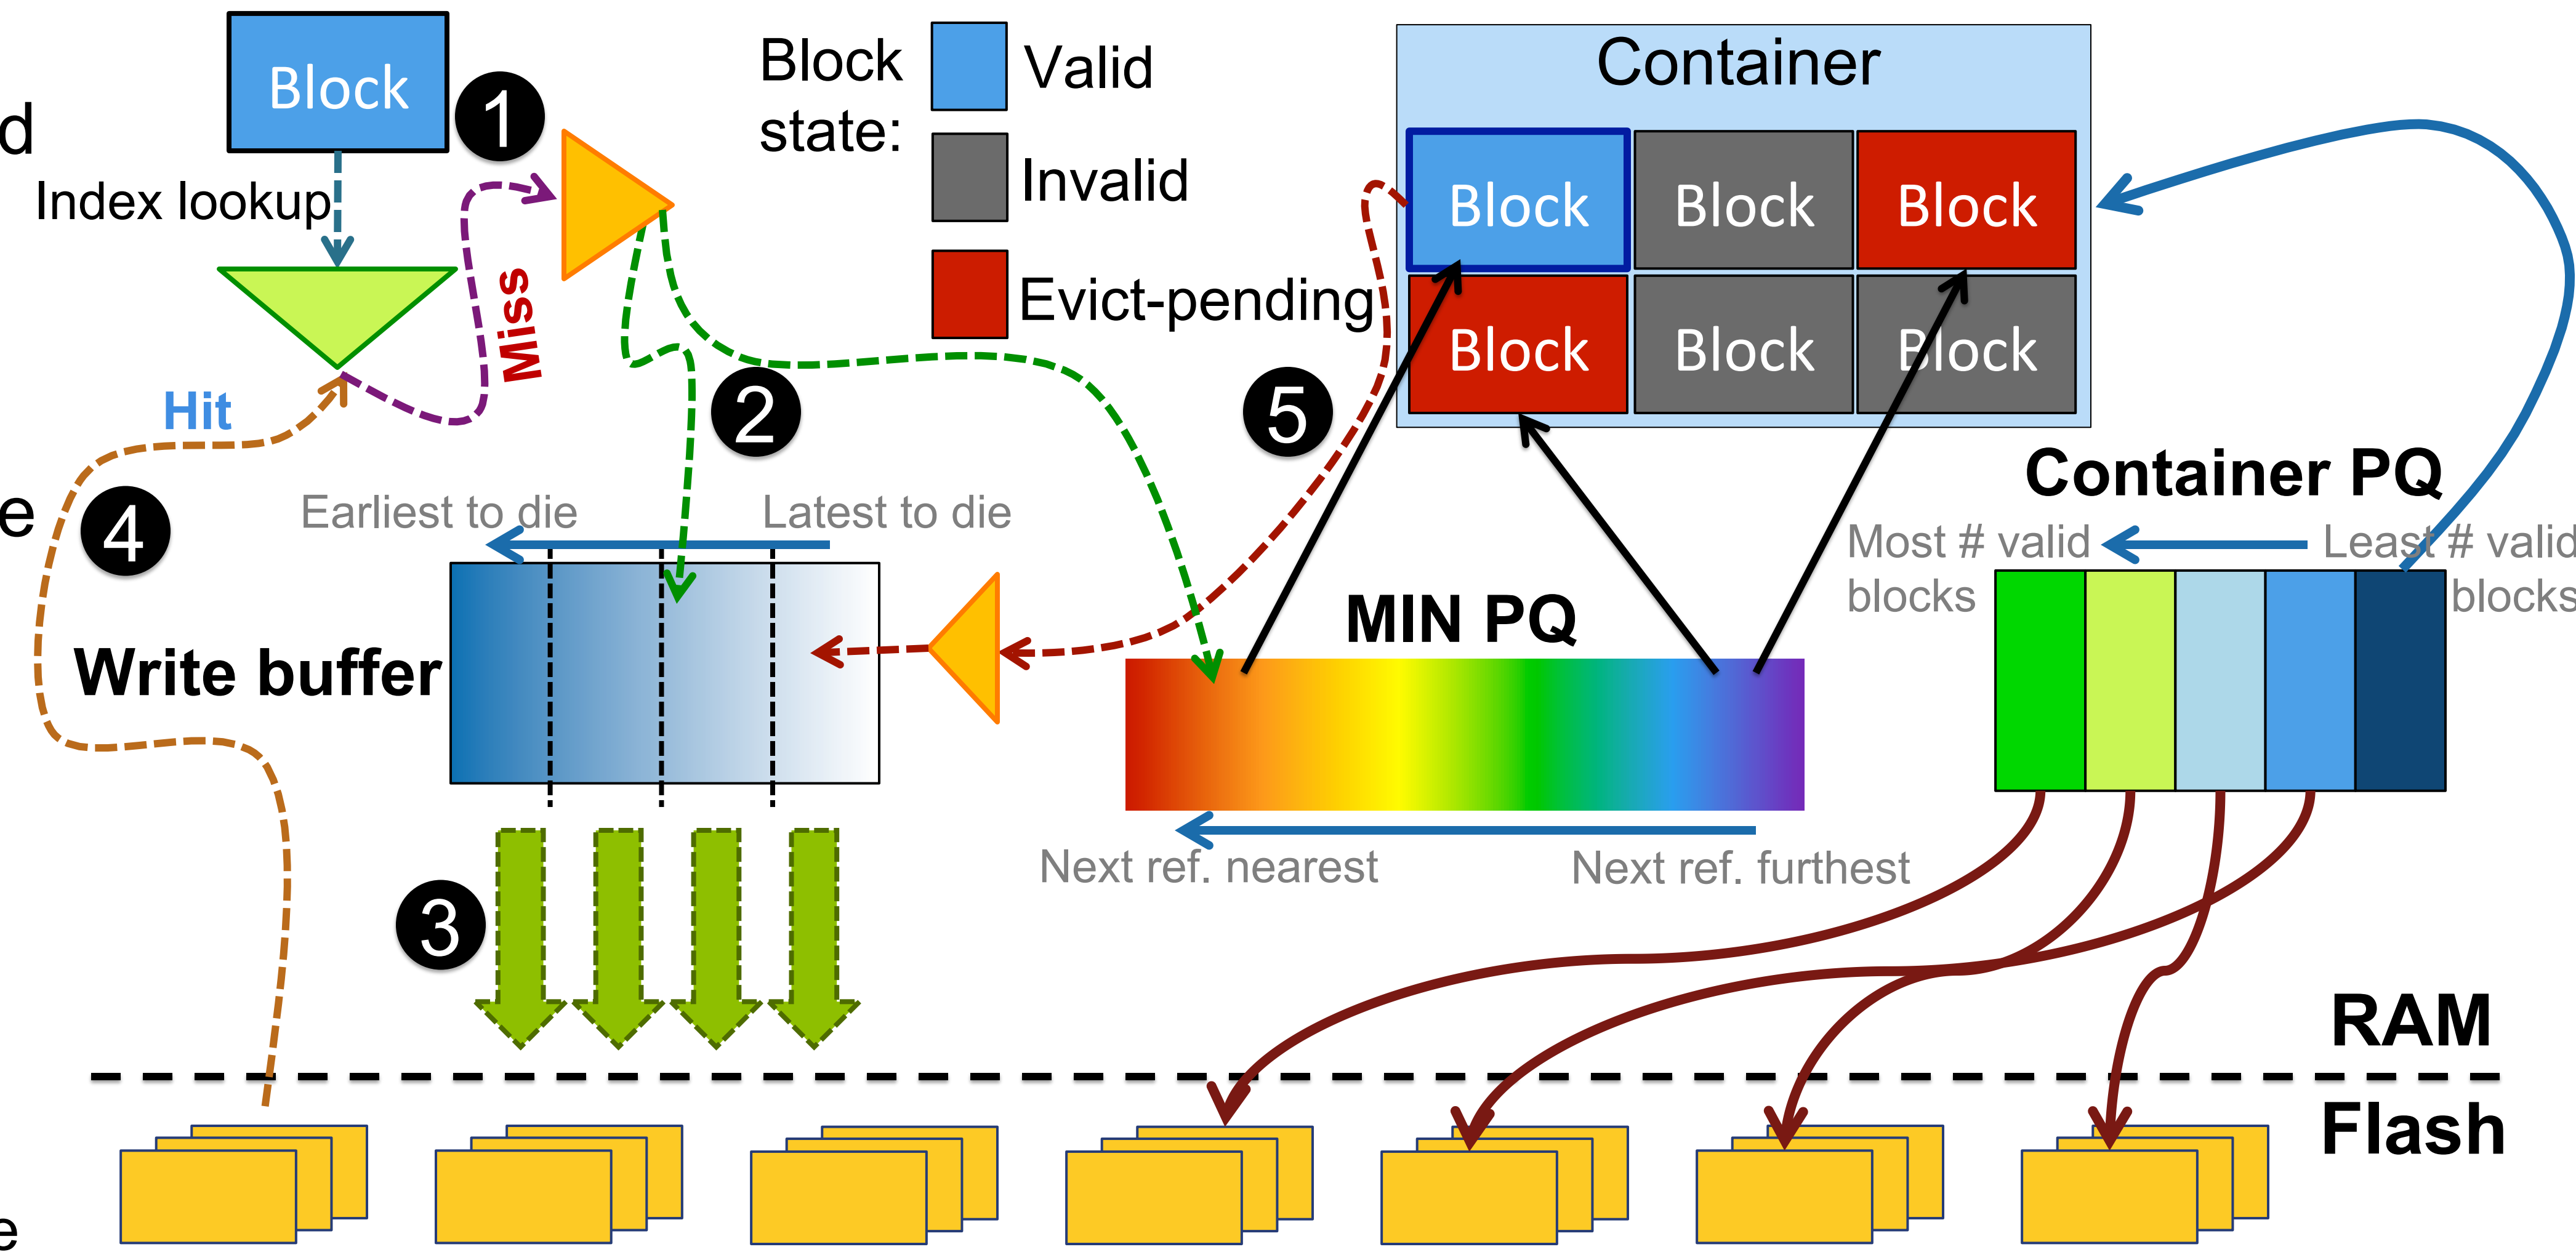 Block
1
d
Index lookup
Miss
Hit
Block
state:
Valid
Invalid
Evict-pending
Container
Block Block Block
Block Block Block
2
5
4
e
Earliest to die
Latest to die
Write buffer
MIN PQ
Next ref. nearest
Next ref. furthest
Container PQ
Most # valid
blocks
Least # valid
blocks
3
RAM
Flash
e